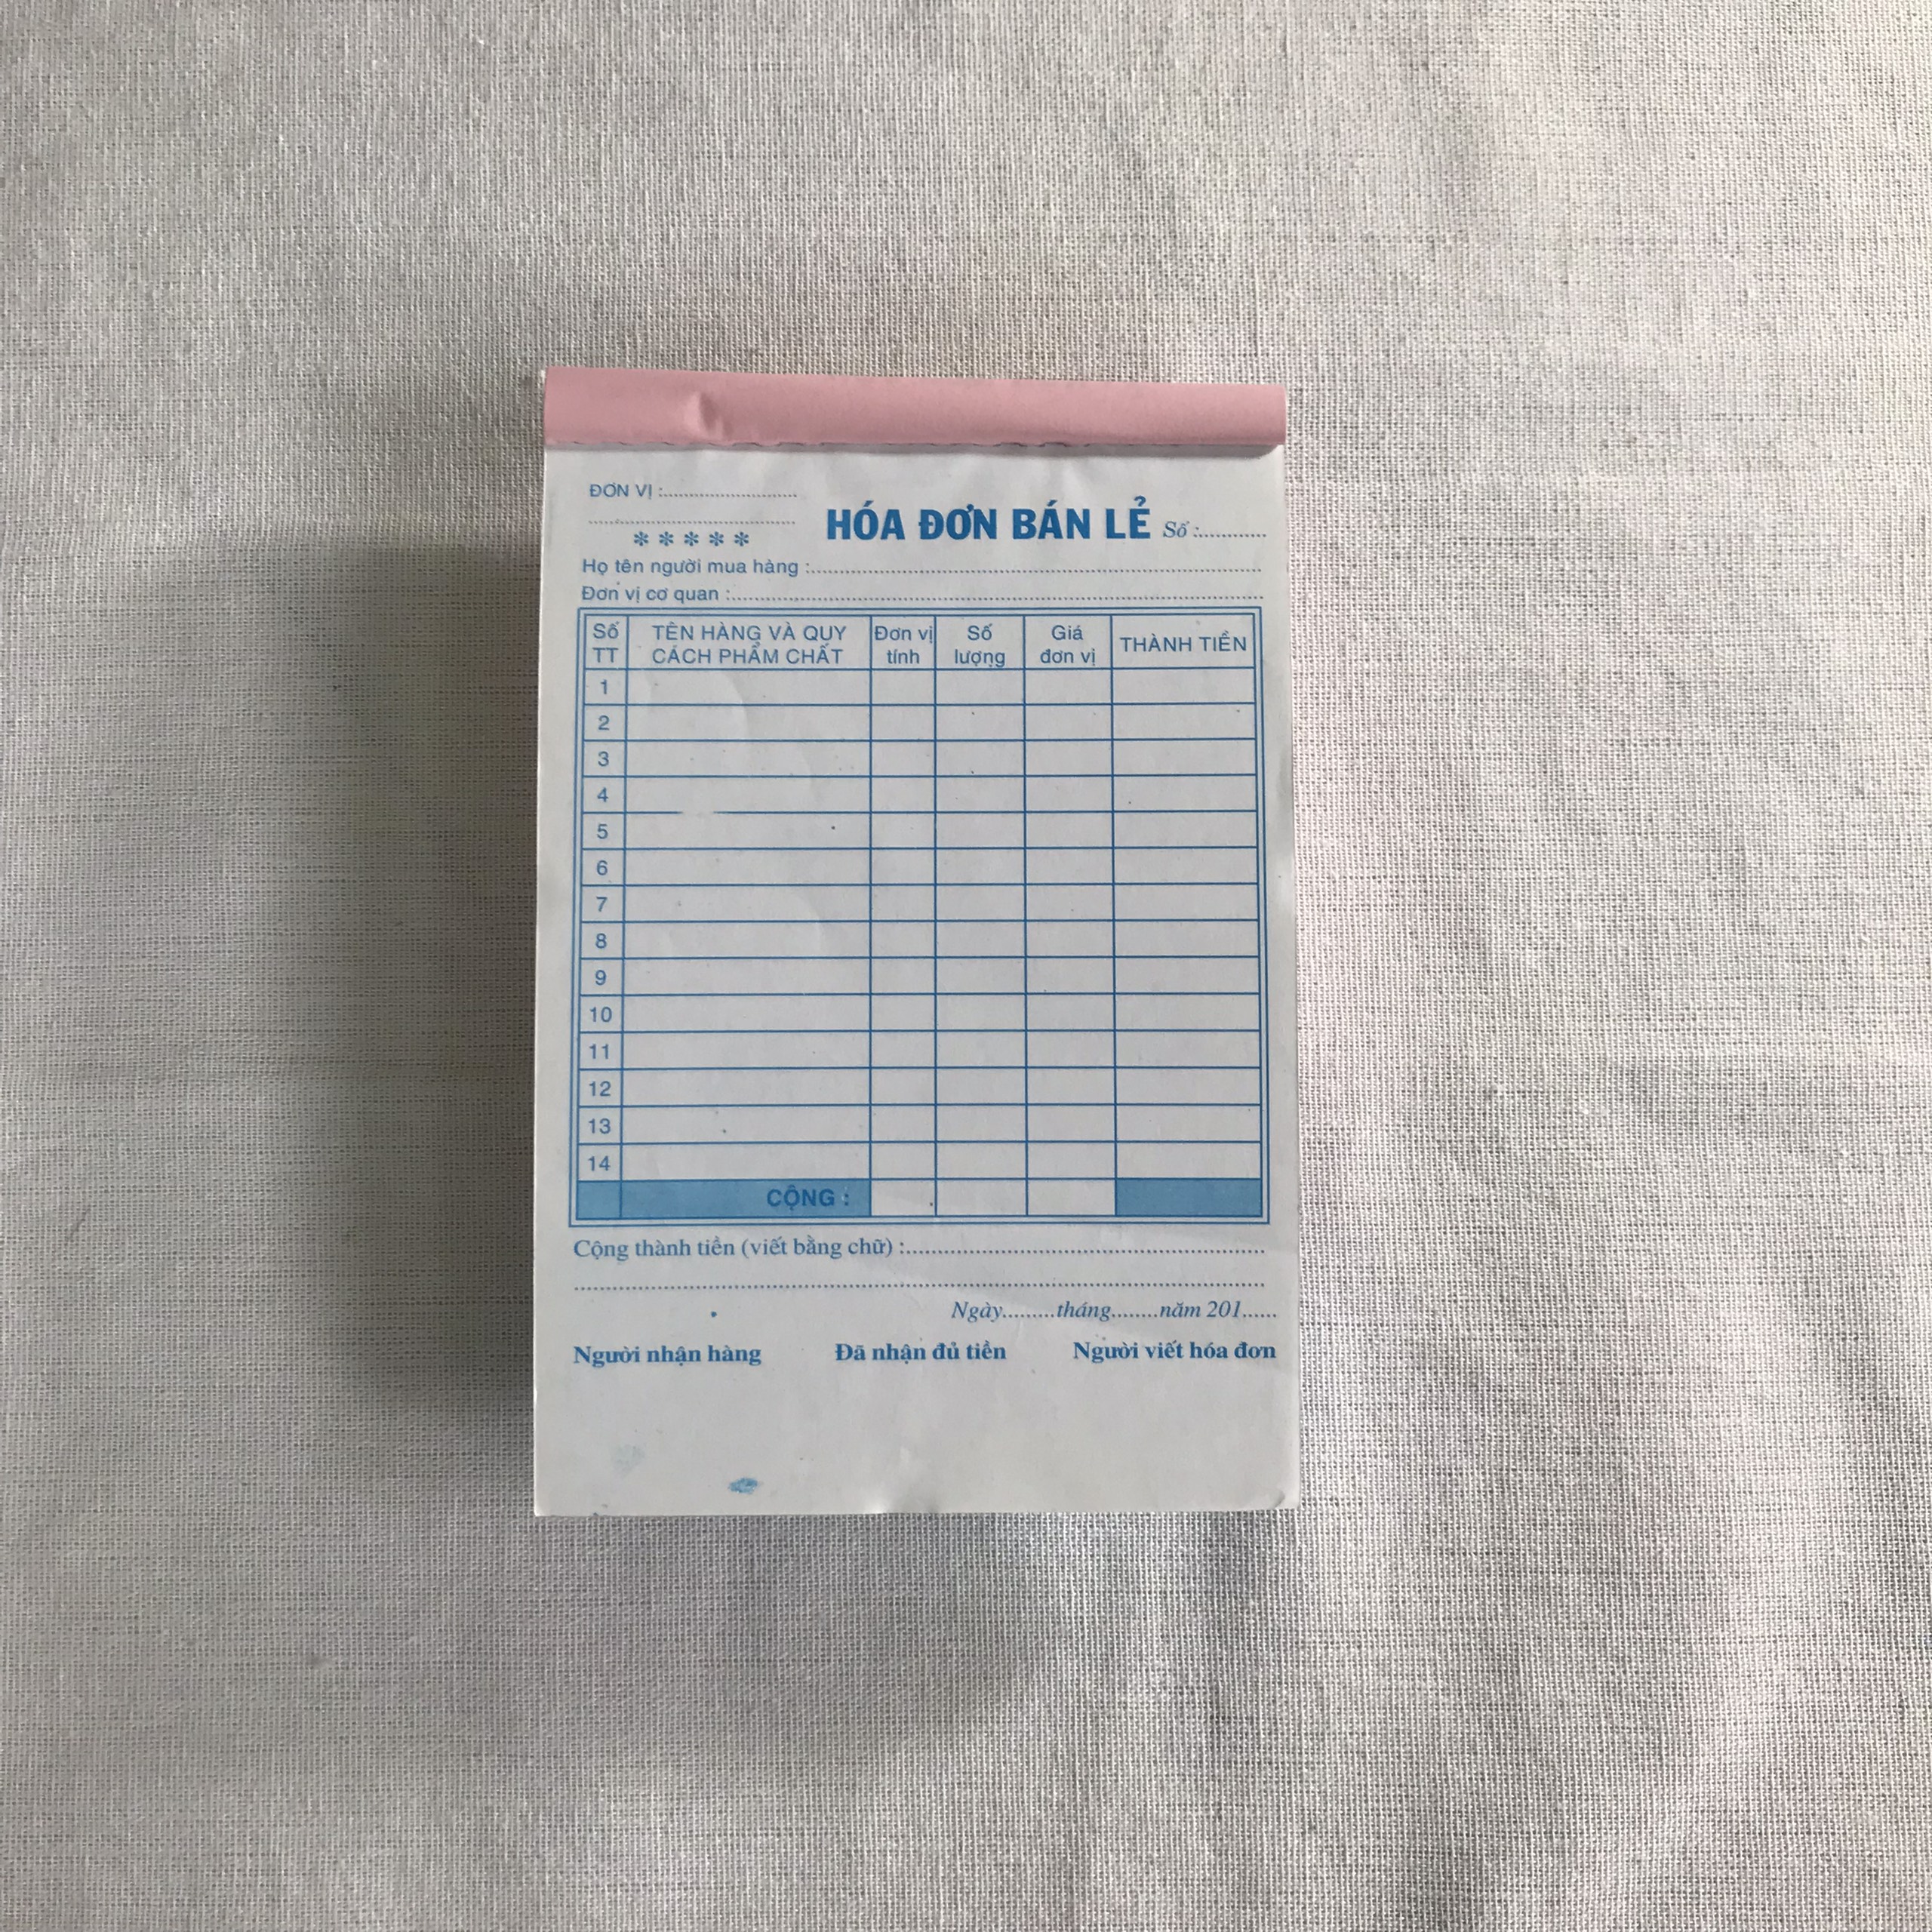 ĐƠN VỊ :..............................
..............................................
* * * * *
HÓA ĐƠN BÁN LẺ Số :.............
Họ tên người mua hàng :....................................................
Đơn vị cơ quan :....................................................
Số TT TÊN HÀNG VÀ QUY CÁCH PHẨM CHẤT Đơn vị tính Số lượng Giá đơn vị THÀNH TIỀN
1
2
3
4
5
6
7
8
9
10
11
12
13
14
CỘNG :
Cộng thành tiền (viết bằng chữ) :....................................................
....................................................
Ngày.........tháng........năm 201......
Người nhận hàng Đã nhận đủ tiền Người viết hóa đơn